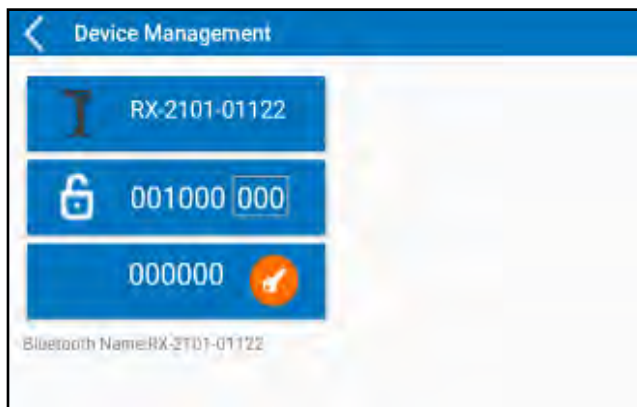 Device Management
RX-2101-01122
001000 000
000000
Bluetooth Name:RX-2101-01122